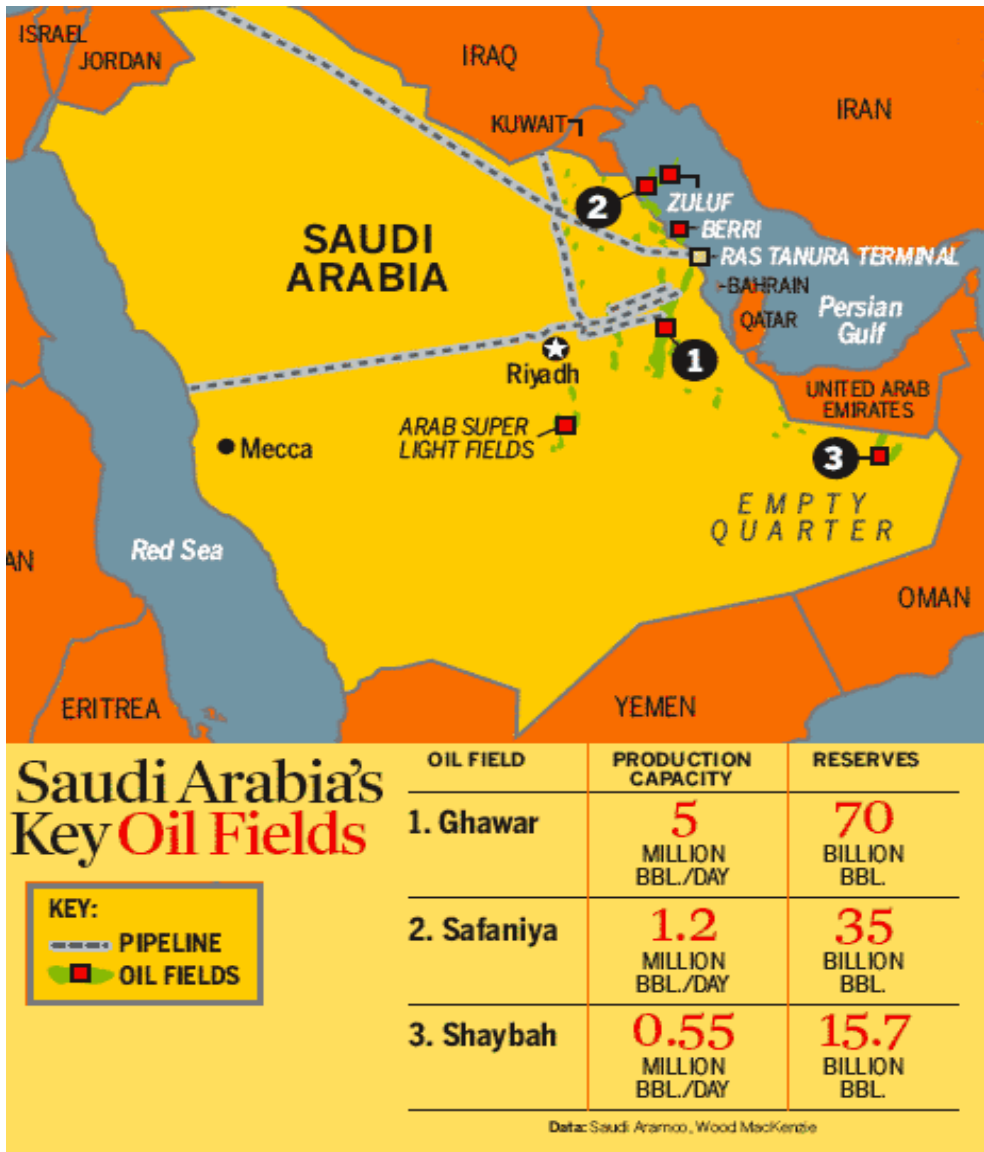 ISRAEL
JORDAN
IRAQ
IRAN
KUWAIT
2
ZULUF
BERRI
RAS TANURA TERMINAL
SAUDI
ARABIA
BAHRAIN
QATAR
Persian
Gulf
1
Riyadh
UNITED ARAB
EMIRATES
ARAB SUPER
LIGHT FIELDS
Mecca
3
EMPTY
QUARTER
Red Sea
AN
OMAN
ERITREA
YEMEN
Saudi Arabia's
Key Oil Fields
KEY:
PIPELINE
OIL FIELDS
OIL FIELD PRODUCTION CAPACITY RESERVES
1. Ghawar 5 70
MILLION BILLION
BBL./DAY BBL.
2. Safaniya 1.2 35
MILLION BILLION
BBL./DAY BBL.
3. Shaybah 0.55 15.7
MILLION BILLION
BBL./DAY BBL.
Data: Saudi Aramco, Wood MacKenzie